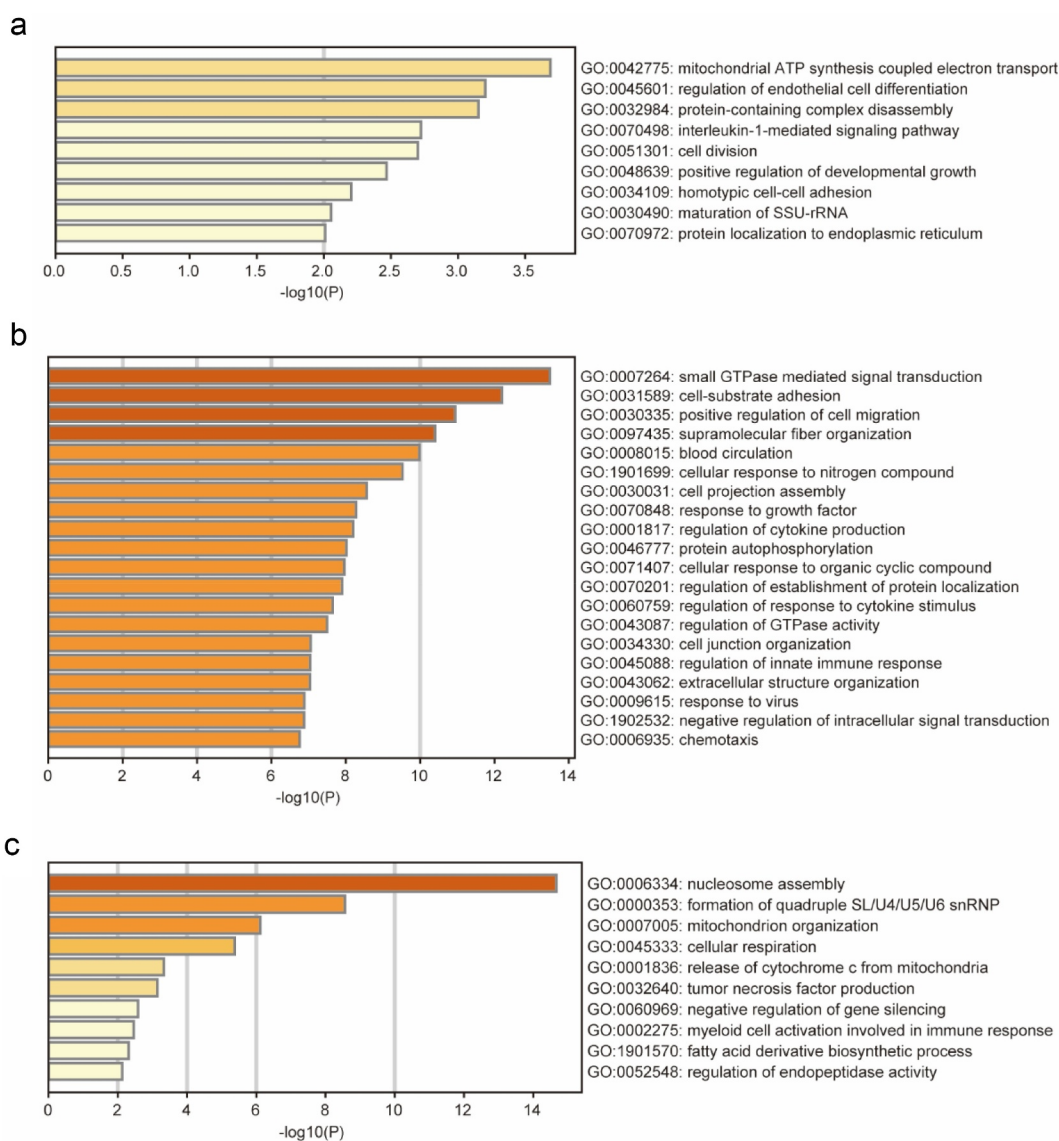 a
GO:0042775: mitochondrial ATP synthesis coupled electron transport
GO:0045601: regulation of endothelial cell differentiation
GO:0032984: protein-containing complex disassembly
GO:0070498: interleukin-1-mediated signaling pathway
GO:0051301: cell division
GO:0048639: positive regulation of developmental growth
GO:0034109: homotypic cell-cell adhesion
GO:0030490: maturation of SSU-rRNA
GO:0070972: protein localization to endoplasmic reticulum
0.0 0.5 1.0 1.5 2.0 2.5 3.0 3.5
-log10(P)
b
GO:0007264: small GTPase mediated signal transduction
GO:0031589: cell-substrate adhesion
GO:0030335: positive regulation of cell migration
GO:0097435: supramolecular fiber organization
GO:0008015: blood circulation
GO:1901699: cellular response to nitrogen compound
GO:0030031: cell projection assembly
GO:0070848: response to growth factor
GO:0001817: regulation of cytokine production
GO:0046777: protein autophosphorylation
GO:0071407: cellular response to organic cyclic compound
GO:0070201: regulation of establishment of protein localization
GO:0060759: regulation of response to cytokine stimulus
GO:0043087: regulation of GTPase activity
GO:0034330: cell junction organization
GO:0045088: regulation of innate immune response
GO:0043062: extracellular structure organization
GO:0009615: response to virus
GO:1902532: negative regulation of intracellular signal transduction
GO:0006935: chemotaxis
0 2 4 6 8 10 12 14
-log10(P)
c
GO:0006334: nucleosome assembly
GO:0000353: formation of quadruple SL/U4/U5/U6 snRNP
GO:0007005: mitochondrion organization
GO:0045333: cellular respiration
GO:0001836: release of cytochrome c from mitochondria
GO:0032640: tumor necrosis factor production
GO:0060969: negative regulation of gene silencing
GO:0002275: myeloid cell activation involved in immune response
GO:1901570: fatty acid derivative biosynthetic process
GO:0052548: regulation of endopeptidase activity
0 2 4 6 8 10 12 14
-log10(P)